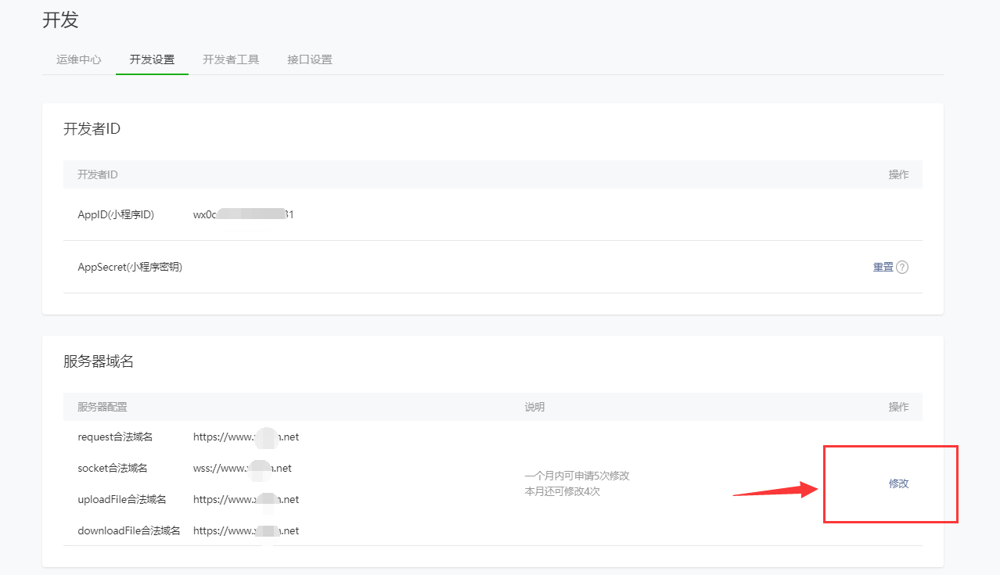 开发
运维中心 开发设置 开发者工具 接口设置
开发者ID
开发者ID 操作
AppID(小程序ID) wx0c 31
AppSecret(小程序密钥) 重置 ?
服务器域名
服务器配置 说明 操作
request合法域名 https://www. .net
socket合法域名 wss://www. .net
一个月内可申请5次修改
修改
本月还可修改4次
uploadFile合法域名 https://www. .net
downloadFile合法域名 https://www. .net